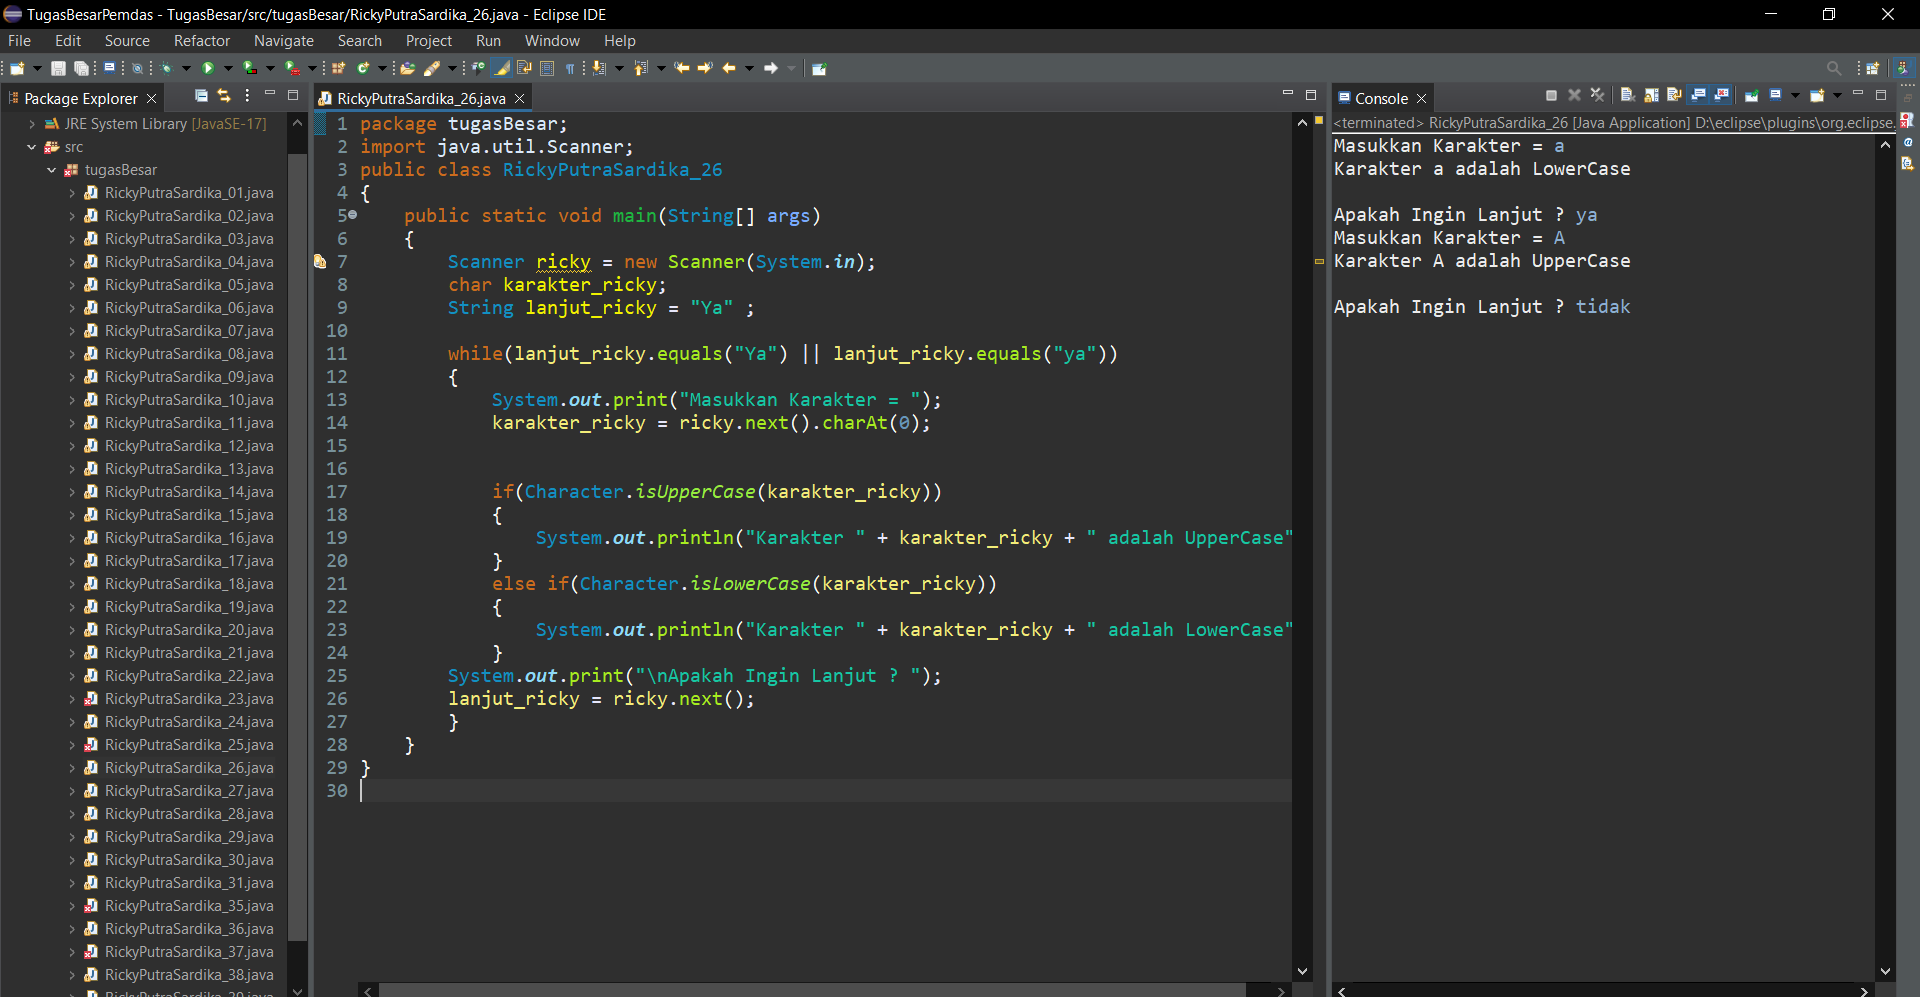 TugasBesarPemdas - TugasBesar/src/tugasBesar/RickyPutraSardika_26.java - Eclipse IDE
File Edit Source Refactor Navigate Search Project Run Window Help
Package Explorer
JRE System Library [JavaSE-17]
src
tugasBesar
RickyPutraSardika_01.java
RickyPutraSardika_02.java
RickyPutraSardika_03.java
RickyPutraSardika_04.java
RickyPutraSardika_05.java
RickyPutraSardika_06.java
RickyPutraSardika_07.java
RickyPutraSardika_08.java
RickyPutraSardika_09.java
RickyPutraSardika_10.java
RickyPutraSardika_11.java
RickyPutraSardika_12.java
RickyPutraSardika_13.java
RickyPutraSardika_14.java
RickyPutraSardika_15.java
RickyPutraSardika_16.java
RickyPutraSardika_17.java
RickyPutraSardika_18.java
RickyPutraSardika_19.java
RickyPutraSardika_20.java
RickyPutraSardika_21.java
RickyPutraSardika_22.java
RickyPutraSardika_23.java
RickyPutraSardika_24.java
RickyPutraSardika_25.java
RickyPutraSardika_26.java
RickyPutraSardika_27.java
RickyPutraSardika_28.java
RickyPutraSardika_29.java
RickyPutraSardika_30.java
RickyPutraSardika_31.java
RickyPutraSardika_35.java
RickyPutraSardika_36.java
RickyPutraSardika_37.java
RickyPutraSardika_38.java
RickyPutraSardika_26.java
1 package tugasBesar;
2 import java.util.Scanner;
3 public class RickyPutraSardika_26
4 {
5     public static void main(String[] args)
6     {
7         Scanner ricky = new Scanner(System.in);
8         char karakter_ricky;
9         String lanjut_ricky = "Ya" ;
10
11         while(lanjut_ricky.equals("Ya") || lanjut_ricky.equals("ya"))
12         {
13             System.out.print("Masukkan Karakter = ");
14             karakter_ricky = ricky.next().charAt(0);
15
16
17             if(Character.isUpperCase(karakter_ricky))
18             {
19                 System.out.println("Karakter " + karakter_ricky + " adalah UpperCase"
20             }
21             else if(Character.isLowerCase(karakter_ricky))
22             {
23                 System.out.println("Karakter " + karakter_ricky + " adalah LowerCase"
24             }
25         System.out.print("\nApakah Ingin Lanjut ? ");
26         lanjut_ricky = ricky.next();
27         }
28     }
29 }
30
Console
<terminated> RickyPutraSardika_26 [Java Application] D:\eclipse\plugins\org.eclipse.
Masukkan Karakter = a
Karakter a adalah LowerCase
Apakah Ingin Lanjut ? ya
Masukkan Karakter = A
Karakter A adalah UpperCase
Apakah Ingin Lanjut ? tidak